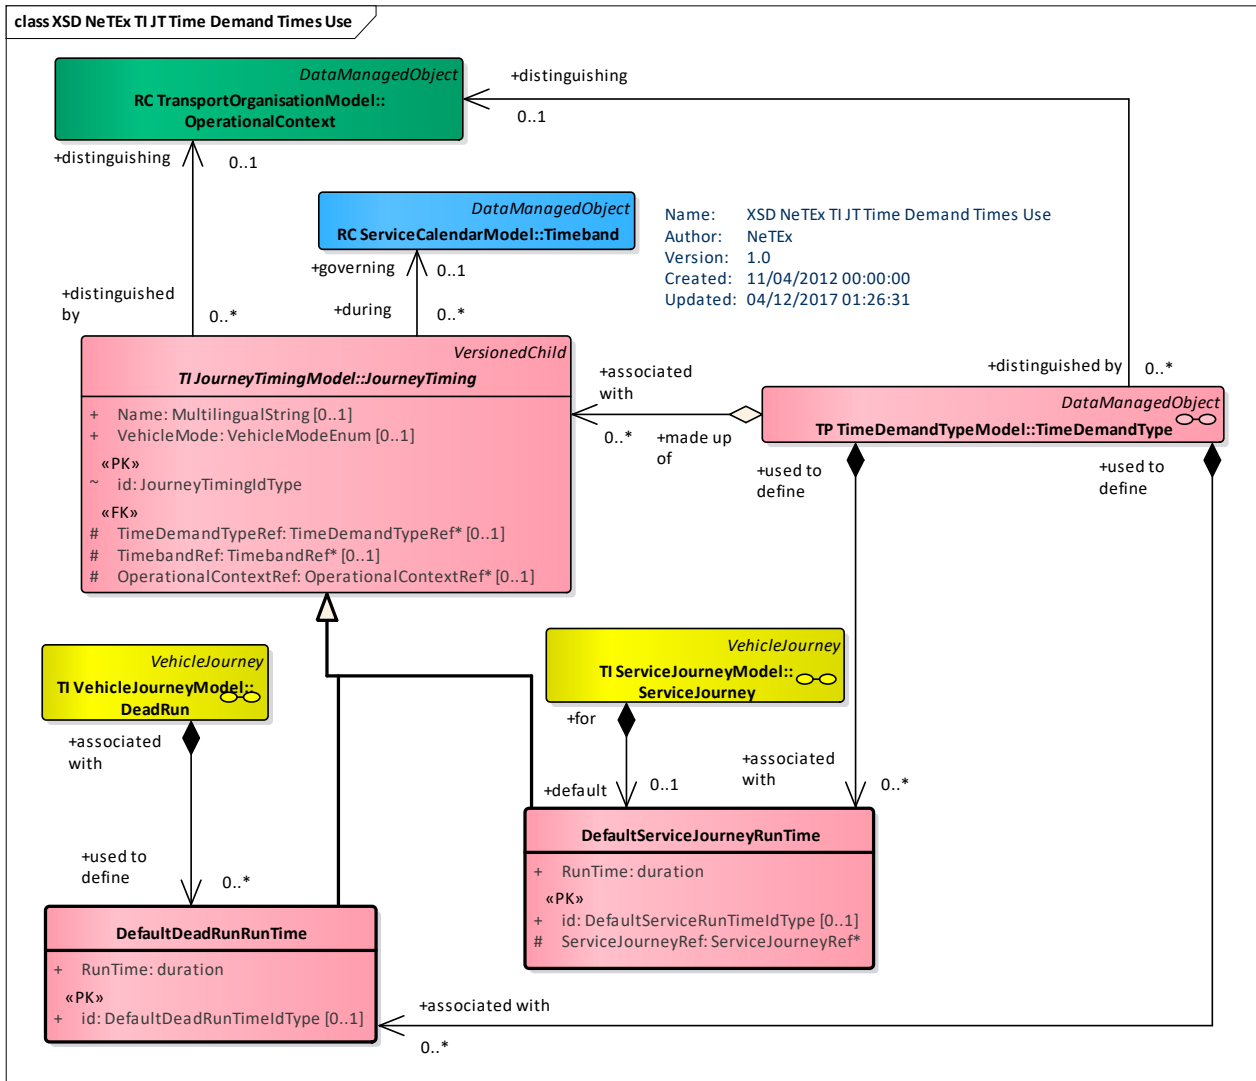 class XSD NeTEx TI JT Time Demand Times Use
DataManagedObject
RC TransportOrganisationModel::
OperationalContext
+distinguishing
0..1
+distinguishing
0..1
DataManagedObject
RC ServiceCalendarModel::Timeband
Name: XSD NeTEx TI JT Time Demand Times Use
Author: NeTEx
Version: 1.0
Created: 11/04/2012 00:00:00
Updated: 04/12/2017 01:26:31
+governing
0..1
+distinguished
by
0..*
+during
0..*
VersionedChild
TI JourneyTimingModel::JourneyTiming
+ Name: MultilingualString [0..1]
+ VehicleMode: VehicleModeEnum [0..1]
«PK»
~ id: JourneyTimingIdType
«FK»
# TimeDemandTypeRef: TimeDemandTypeRef* [0..1]
# TimebandRef: TimebandRef* [0..1]
# OperationalContextRef: OperationalContextRef* [0..1]
+associated
with
0..*
+made up
of
+distinguished by
0..*
DataManagedObject
TP TimeDemandTypeModel::TimeDemandType
+used to
define
+used to
define
VehicleJourney
TI VehicleJourneyModel::
DeadRun
VehicleJourney
TI ServiceJourneyModel::
ServiceJourney
+associated
with
+for
+default
0..1
+associated
with
0..*
+used to
define
0..*
DefaultServiceJourneyRunTime
+ RunTime: duration
«PK»
+ id: DefaultServiceRunTimeIdType [0..1]
# ServiceJourneyRef: ServiceJourneyRef*
DefaultDeadRunRunTime
+ RunTime: duration
«PK»
+ id: DefaultDeadRunTimeIdType [0..1]
+associated with
0..*